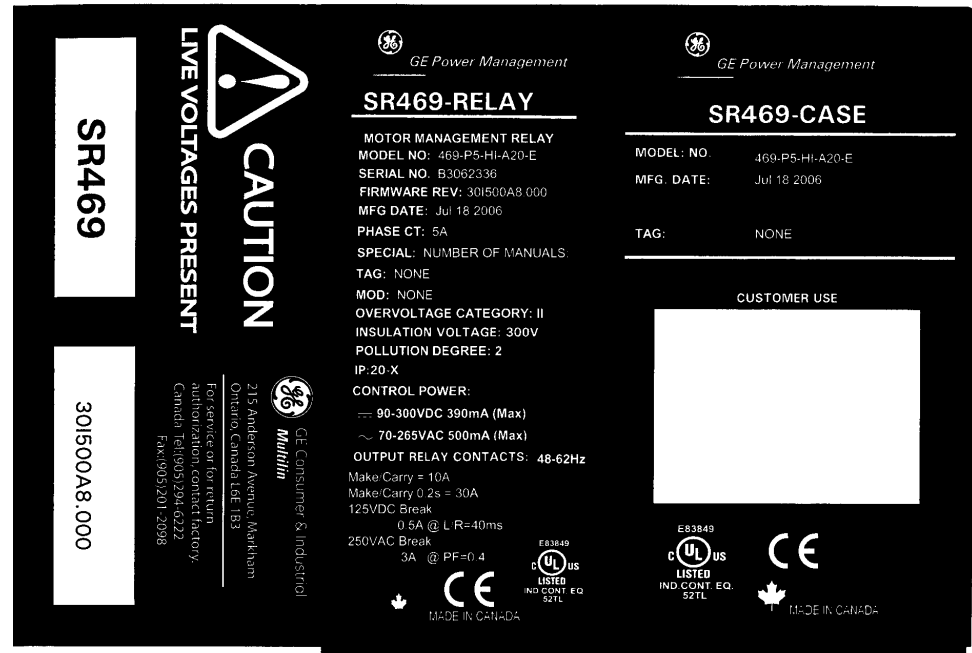 SR469
30I500A8.000
CAUTION
LIVE VOLTAGES PRESENT
GE Consumer & Industrial
Multilin
215 Anderson Avenue, Markham
Ontario, Canada L6E 1B3
For service or for return
authorization, contact factory.
Canada Tel:(905)294-6222
Fax:(905)201-2098
GE Power Management
SR469-RELAY
MOTOR MANAGEMENT RELAY
MODEL NO: 469-P5-HI-A20-E
SERIAL NO. B3062336
FIRMWARE REV: 30I500A8.000
MFG DATE: Jul 18 2006
PHASE CT: 5A
SPECIAL: NUMBER OF MANUALS:
TAG: NONE
MOD: NONE
OVERVOLTAGE CATEGORY: II
INSULATION VOLTAGE: 300V
POLLUTION DEGREE: 2
IP:20-X
CONTROL POWER:
⎓ 90-300VDC 390mA (Max)
~ 70-265VAC 500mA (Max)
OUTPUT RELAY CONTACTS: 48-62Hz
Make/Carry = 10A
Make/Carry 0.2s = 30A
125VDC Break
0.5A @ L/R=40ms
250VAC Break
3A @ PF=0.4
CE
MADE IN CANADA
E83849
C UL US
LISTED
IND CONT. EQ
52TL
GE Power Management
SR469-CASE
MODEL: NO. 469-P5-HI-A20-E
MFG. DATE: Jul 18 2006
TAG: NONE
CUSTOMER USE
E83849
C UL US
LISTED
IND.CONT. EQ.
52TL
CE
MADE IN CANADA